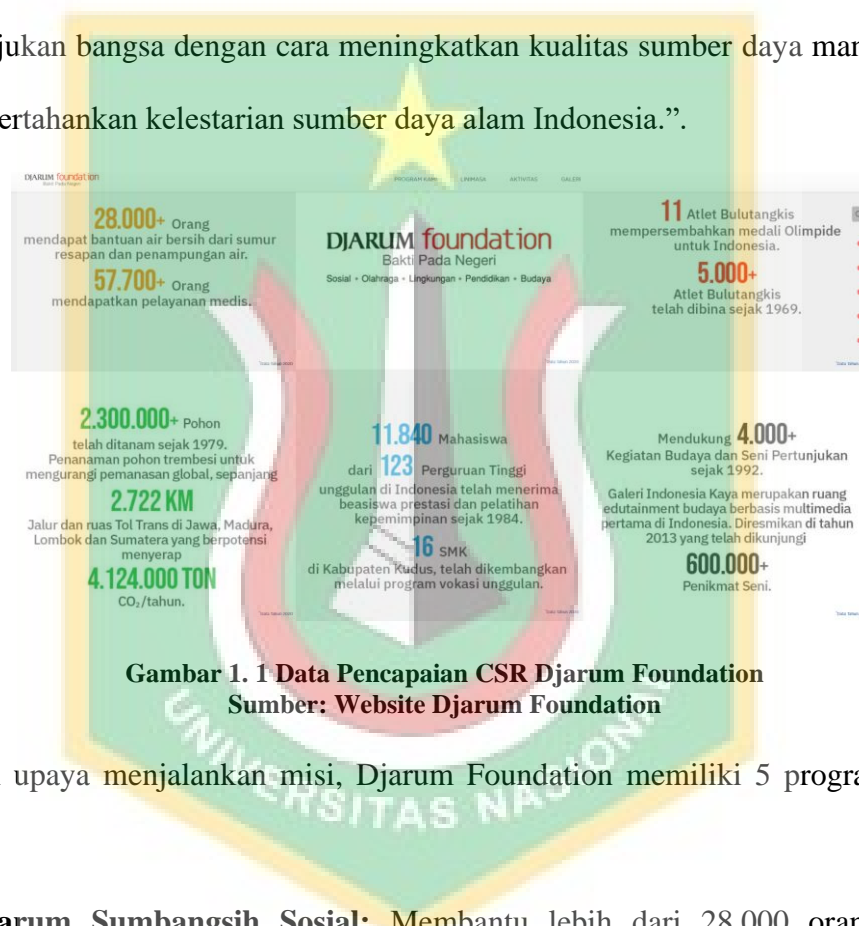 jukan bangsa dengan cara meningkatkan kualitas sumber daya man
ertahankan kelestarian sumber daya alam Indonesia.”.
DJARUM foundation
Bakti Pada Negeri
PROGRAM KAMI LINIMASA AKTIVITAS GALERI
28.000+ Orang
mendapat bantuan air bersih dari sumur
resapan dan penampungan air.
57.700+ Orang
mendapatkan pelayanan medis.
DJARUM foundation
Bakti Pada Negeri
Sosial • Olahraga • Lingkungan • Pendidikan • Budaya
11 Atlet Bulutangkis
mempersembahkan medali Olimpide
untuk Indonesia.
5.000+
Atlet Bulutangkis
telah dibina sejak 1969.
2.300.000+ Pohon
telah ditanam sejak 1979.
Penanaman pohon trembesi untuk
mengurangi pemanasan global, sepanjang
2.722 KM
Jalur dan ruas Tol Trans di Jawa, Madura,
Lombok dan Sumatera yang berpotensi
menyerap
4.124.000 TON
CO₂/tahun.
11.840 Mahasiswa
dari 123 Perguruan Tinggi
unggulan di Indonesia telah menerima
beasiswa prestasi dan pelatihan
kepemimpinan sejak 1984.
16 SMK
di Kabupaten Kudus, telah dikembangkan
melalui program vokasi unggulan.
Mendukung 4.000+
Kegiatan Budaya dan Seni Pertunjukan
sejak 1992.
Galeri Indonesia Kaya merupakan ruang
edutainment budaya berbasis multimedia
pertama di Indonesia. Diresmikan di tahun
2013 yang telah dikunjungi
600.000+
Penikmat Seni.
Gambar 1. 1 Data Pencapaian CSR Djarum Foundation
Sumber: Website Djarum Foundation
UNIVERSITAS NASIONAL
upaya menjalankan misi, Djarum Foundation memiliki 5 progra
arum Sumbangsih Sosial: Membantu lebih dari 28.000 oran